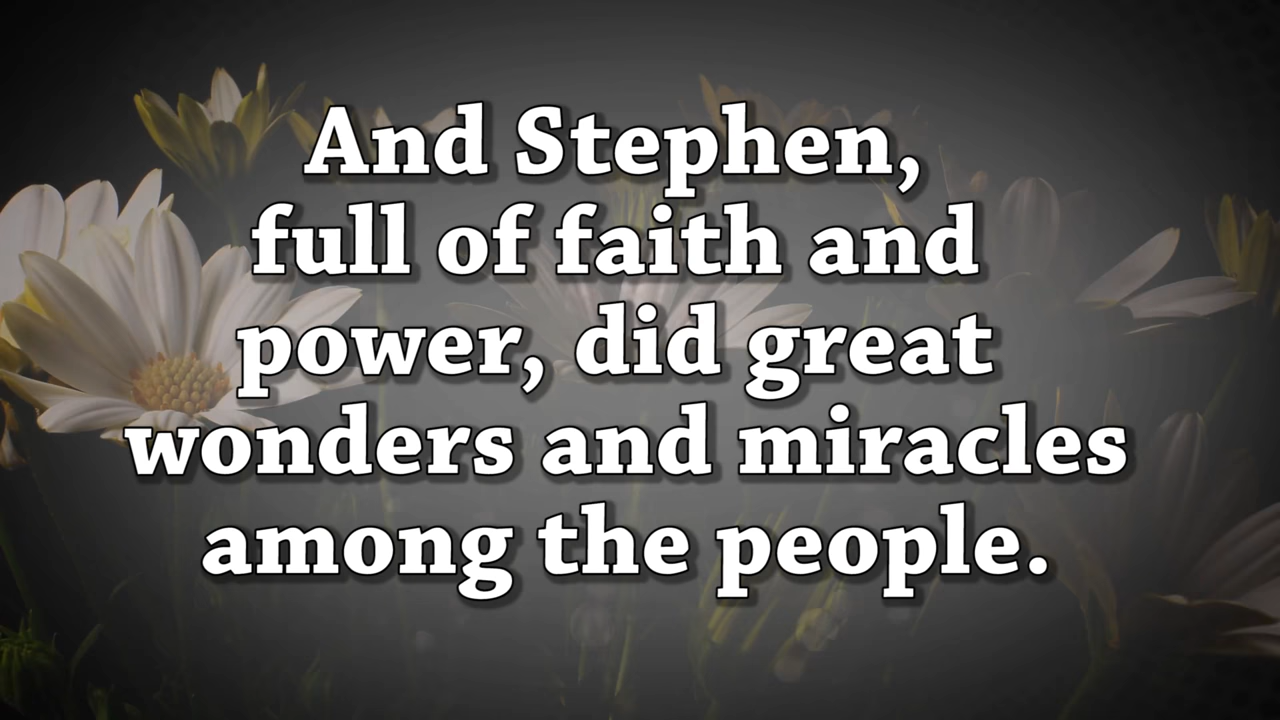 And Stephen,
full of faith and
power, did great
wonders and miracles
among the people.